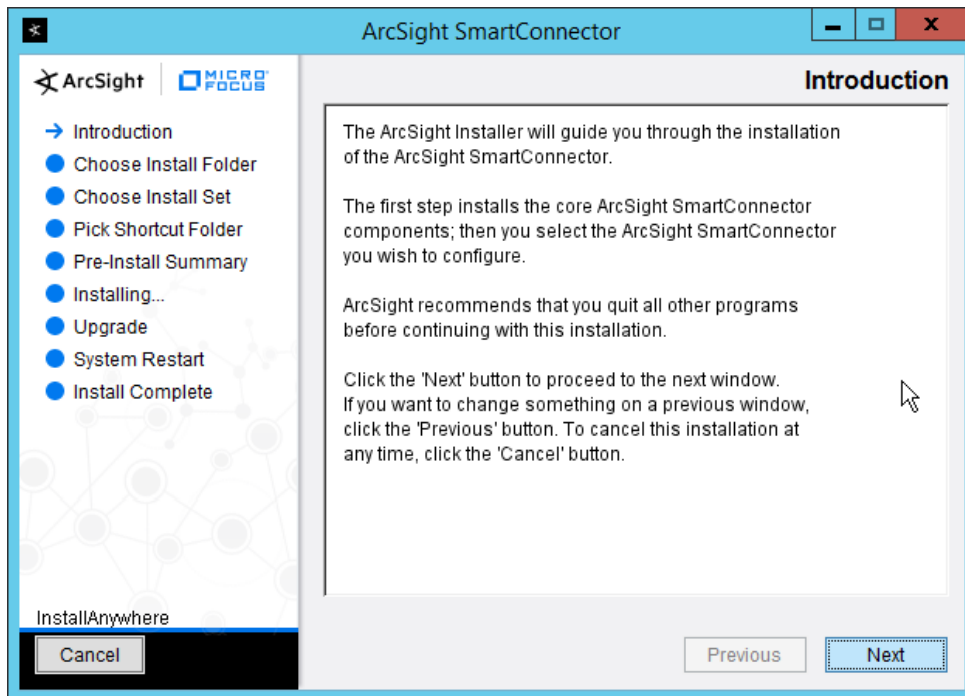 ArcSight SmartConnector
ArcSight
MICRO
FOCUS
Introduction
Choose Install Folder
Choose Install Set
Pick Shortcut Folder
Pre-Install Summary
Installing...
Upgrade
System Restart
Install Complete
Introduction
The ArcSight Installer will guide you through the installation
of the ArcSight SmartConnector.
The first step installs the core ArcSight SmartConnector
components; then you select the ArcSight SmartConnector
you wish to configure.
ArcSight recommends that you quit all other programs
before continuing with this installation.
Click the 'Next' button to proceed to the next window.
If you want to change something on a previous window,
click the 'Previous' button. To cancel this installation at
any time, click the 'Cancel' button.
InstallAnywhere
Cancel
Previous
Next